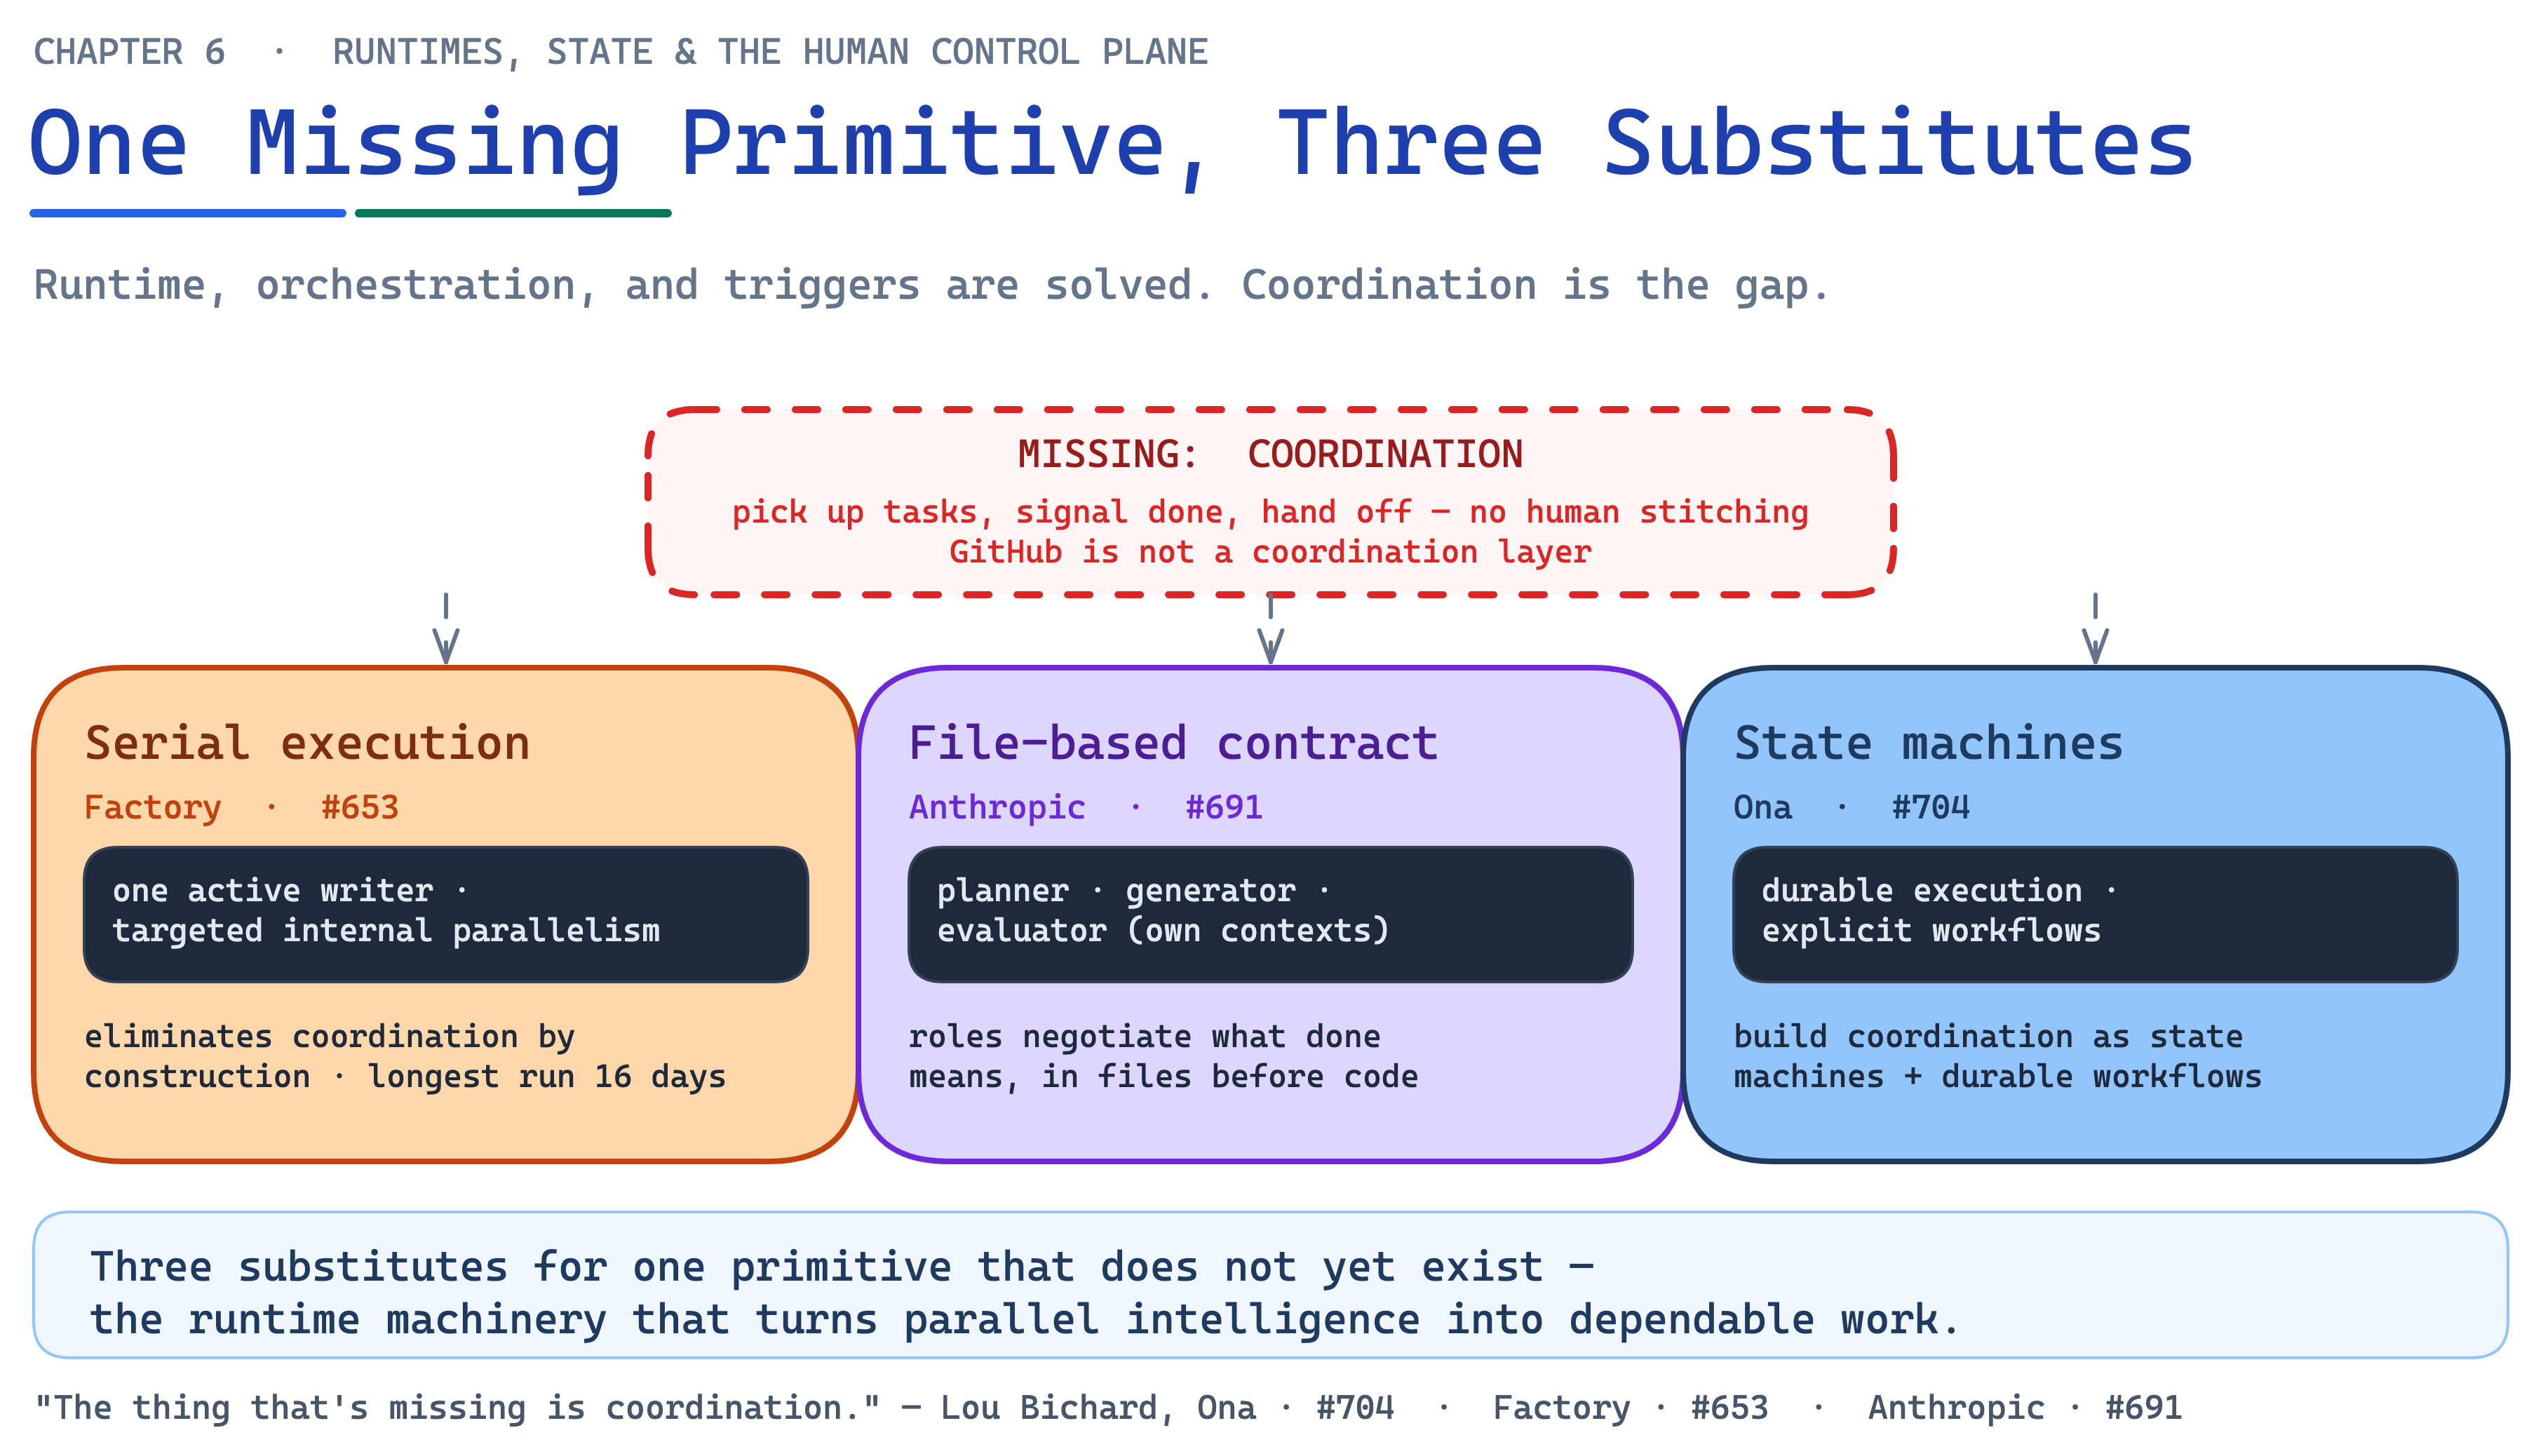 CHAPTER 6 · RUNTIMES, STATE & THE HUMAN CONTROL PLANE
One Missing Primitive, Three Substitutes
Runtime, orchestration, and triggers are solved. Coordination is the gap.
MISSING: COORDINATION
pick up tasks, signal done, hand off — no human stitching
GitHub is not a coordination layer
Serial execution
Factory · #653
one active writer ·
targeted internal parallelism
eliminates coordination by
construction · longest run 16 days
File-based contract
Anthropic · #691
planner · generator ·
evaluator (own contexts)
roles negotiate what done
means, in files before code
State machines
Ona · #704
durable execution ·
explicit workflows
build coordination as state
machines + durable workflows
Three substitutes for one primitive that does not yet exist —
the runtime machinery that turns parallel intelligence into dependable work.
"The thing that's missing is coordination." — Lou Bichard, Ona · #704 · Factory · #653 · Anthropic · #691